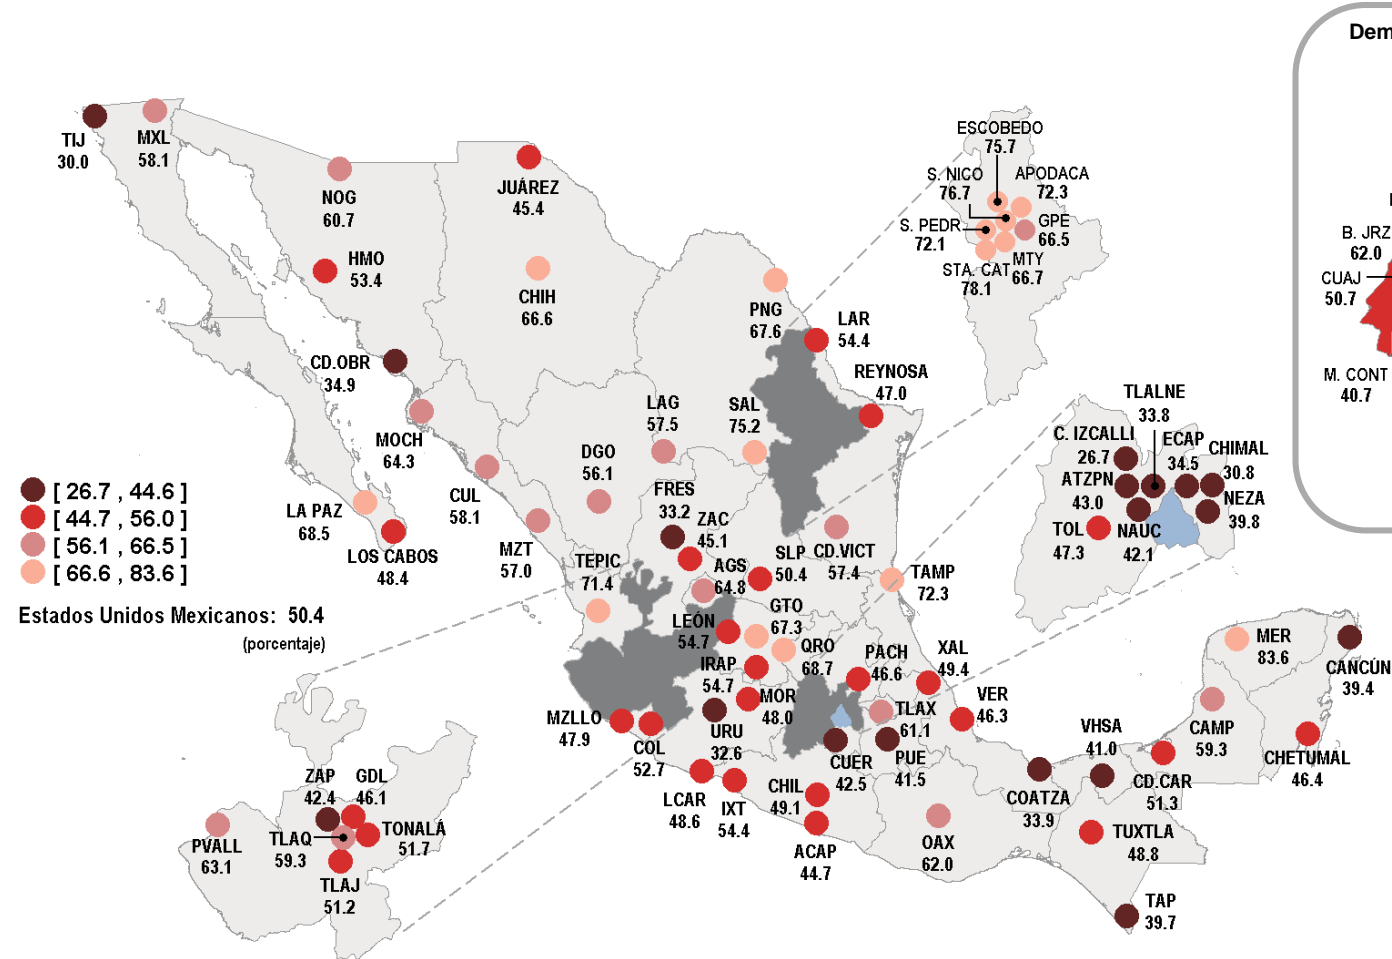 Dem
TIJ
30.0
MXL
58.1
NOG
60.7
HMO
53.4
JUÁREZ
45.4
CHIH
66.6
CD.OBR
34.9
MOCH
64.3
CUL
58.1
MZT
57.0
LA PAZ
68.5
LOS CABOS
48.4
[ 26.7 , 44.6 ]
[ 44.7 , 56.0 ]
[ 56.1 , 66.5 ]
[ 66.6 , 83.6 ]
Estados Unidos Mexicanos: 50.4
(porcentaje)
PNG
67.6
LAR
54.4
REYNOSA
47.0
LAG
57.5
SAL
75.2
DGO
56.1
FRES
33.2
ZAC
45.1
AGS
64.8
SLP
50.4
CD.VICT
57.4
TEPIC
71.4
TAMP
72.3
LEÓN
54.7
GTO
67.3
QRO
68.7
IRAP
54.7
MOR
48.0
URU
32.6
PACH
46.6
XAL
49.4
VER
46.3
TLAX
61.1
PUE
41.5
CUER
42.5
MZLLO
47.9
COL
52.7
LCAR
48.6
IXT
54.4
CHIL
49.1
ACAP
44.7
OAX
62.0
COATZA
33.9
VHSA
41.0
CD.CAR
51.3
TUXTLA
48.8
TAP
39.7
CAMP
59.3
MER
83.6
CANCÚN
39.4
CHETUMAL
46.4
ESCOBEDO
75.7
S. NICO
76.7
APODACA
72.3
S. PEDR
72.1
GPE
66.5
MTY
66.7
STA. CAT
78.1
TLALNE
33.8
C. IZCALLI
26.7
ECAP
34.5
CHIMAL
30.8
ATZPN
43.0
NEZA
39.8
TOL
47.3
NAUC
42.1
B. JRZ
62.0
CUAJ
50.7
M. CONT
40.7
ZAP
42.4
GDL
46.1
TONALÁ
51.7
TLAQ
59.3
TLAJ
51.2
PVALL
63.1